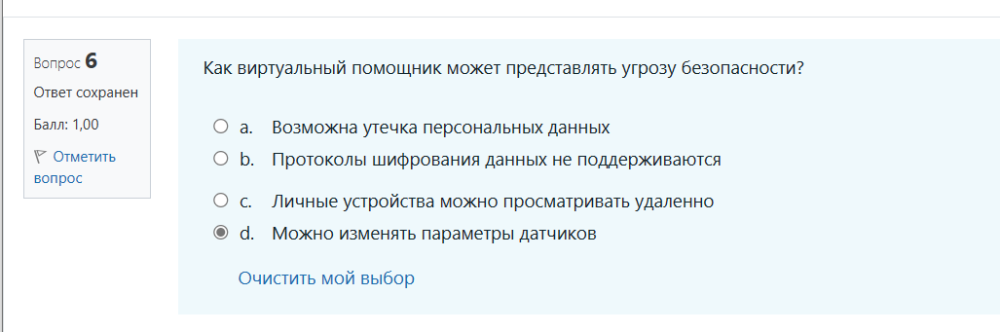 Вопрос 6
Ответ сохранен
Балл: 1,00
Отметить
вопрос
Как виртуальный помощник может представлять угрозу безопасности?
a. Возможна утечка персональных данных
b. Протоколы шифрования данных не поддерживаются
c. Личные устройства можно просматривать удаленно
d. Можно изменять параметры датчиков
Очистить мой выбор